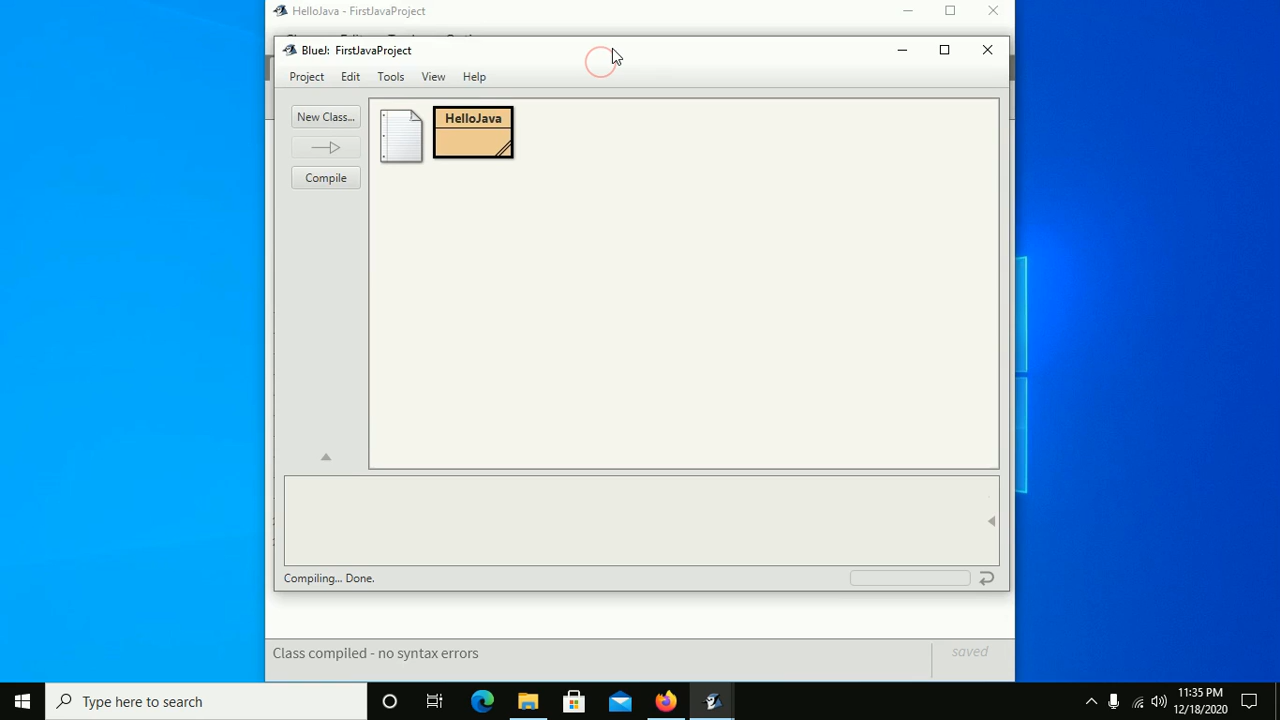 HelloJava - FirstJavaProject
BlueJ: FirstJavaProject
Project Edit Tools View Help
New Class...
HelloJava
Compile
Compiling... Done.
Class compiled - no syntax errors
saved
Type here to search
11:35 PM
12/18/2020